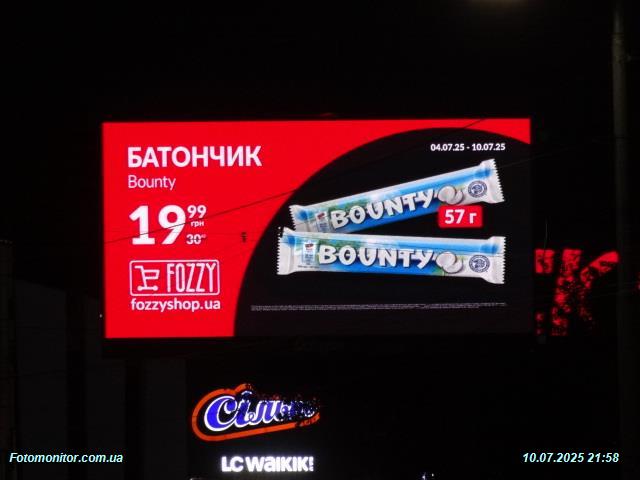 БАТОНЧИК
Bounty
04.07.25 - 10.07.25
19 99
грн
30
FOZZY
fozzyshop.ua
BOUNTY
57 г
BOUNTY
LC WAIKIKI
Fotomonitor.com.ua
10.07.2025 21:58